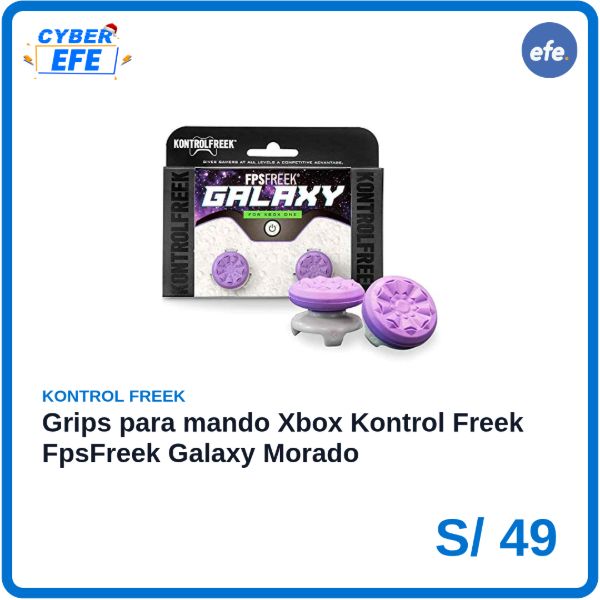 CYBER
EFE
efe.
KONTROLFREEK
GIVES GAMERS AT ALL LEVELS A COMPETITIVE ADVANTAGE.
FPSFREEK
GALAXY
FOR XBOX ONE
KONTROLFREEK
KONTROLFREEK
KONTROL FREEK
Grips para mando Xbox Kontrol Freek
FpsFreek Galaxy Morado
S/ 49